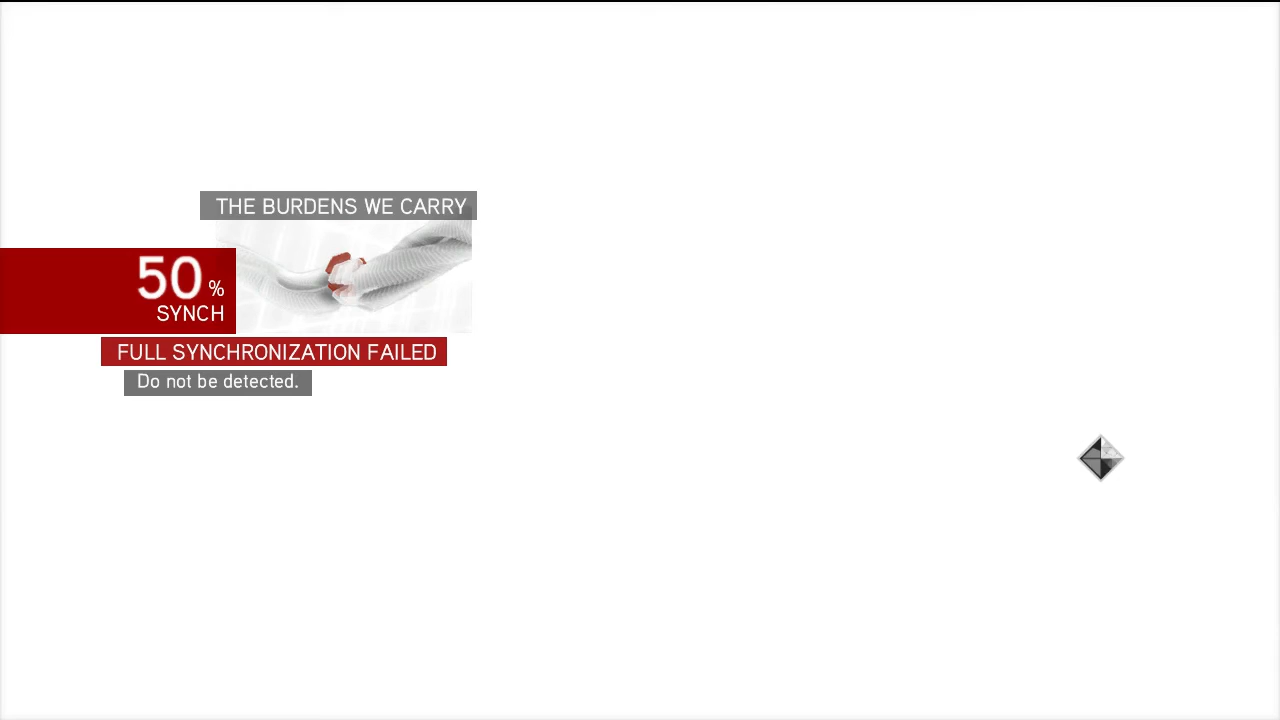 THE BURDENS WE CARRY
50 %
SYNCH
FULL SYNCHRONIZATION FAILED
Do not be detected.